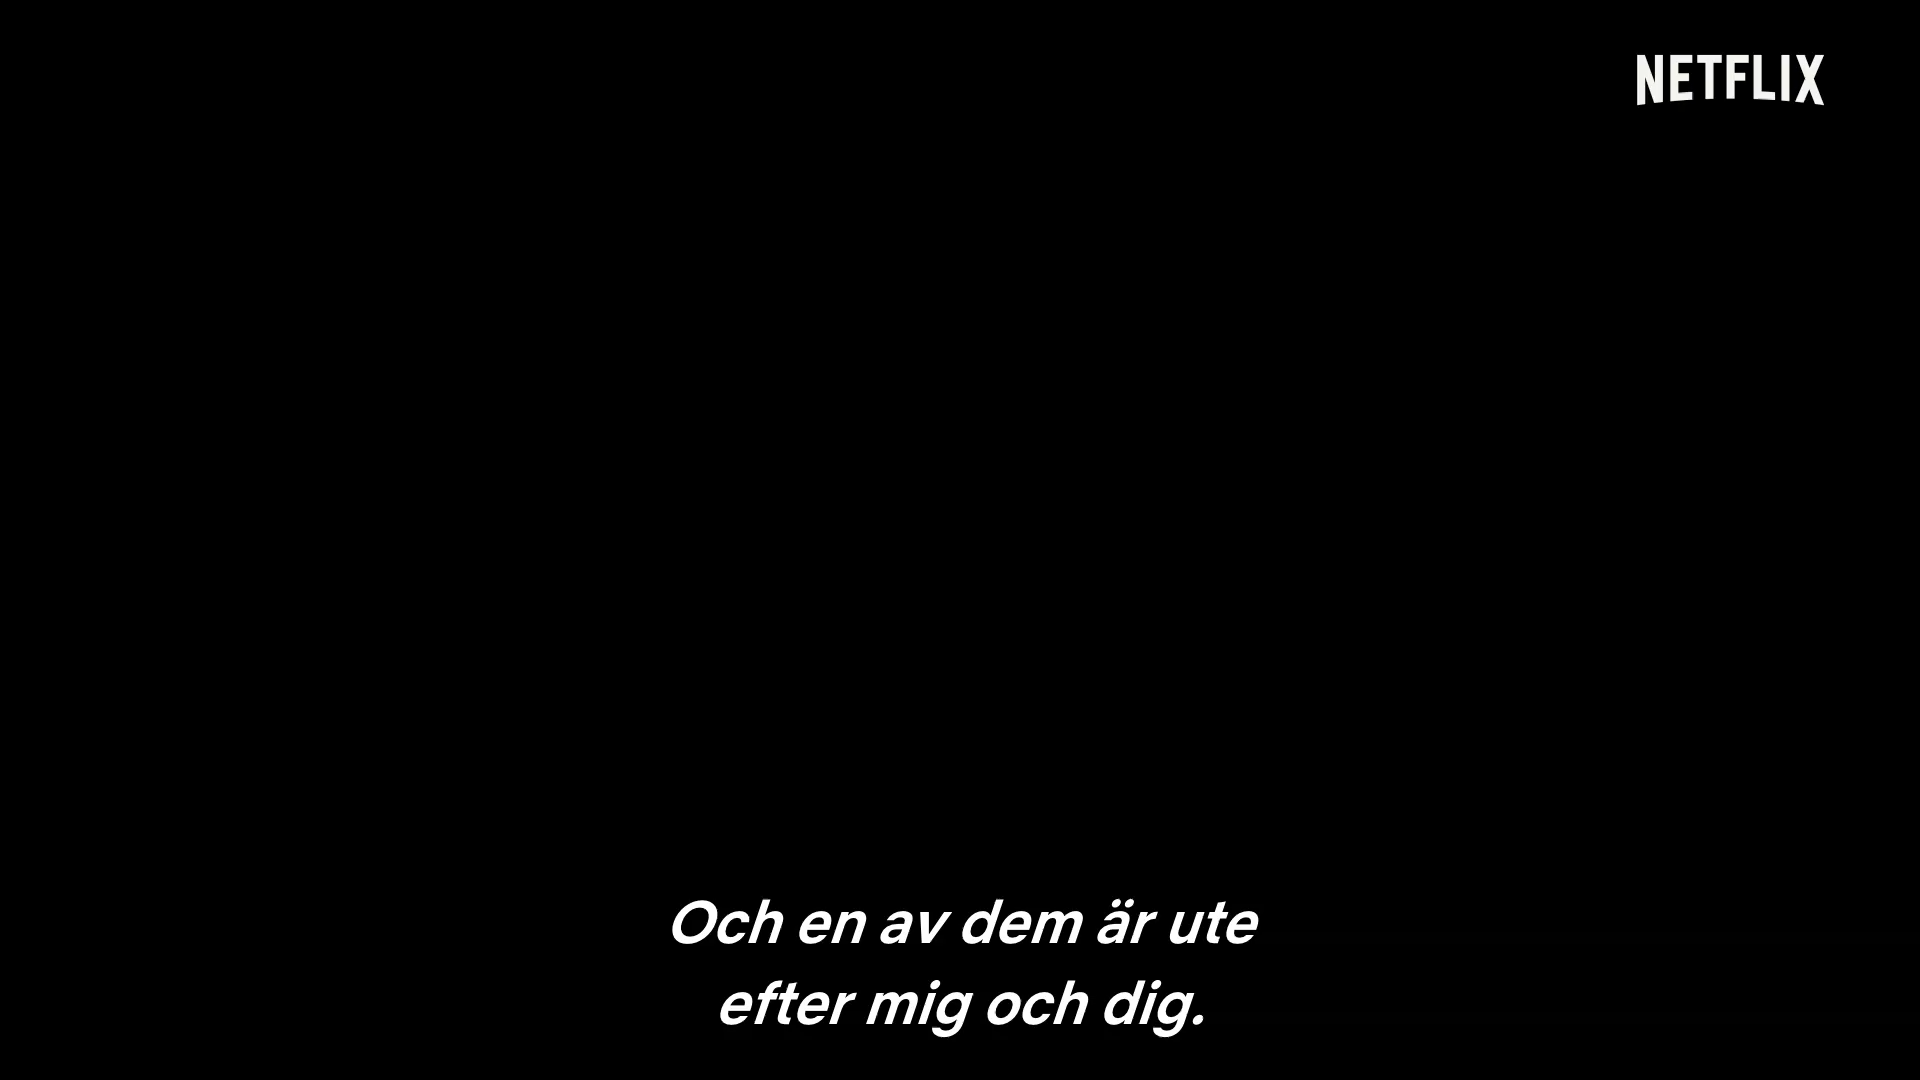 NETFLIX
Och en av dem är ute
efter mig och dig.